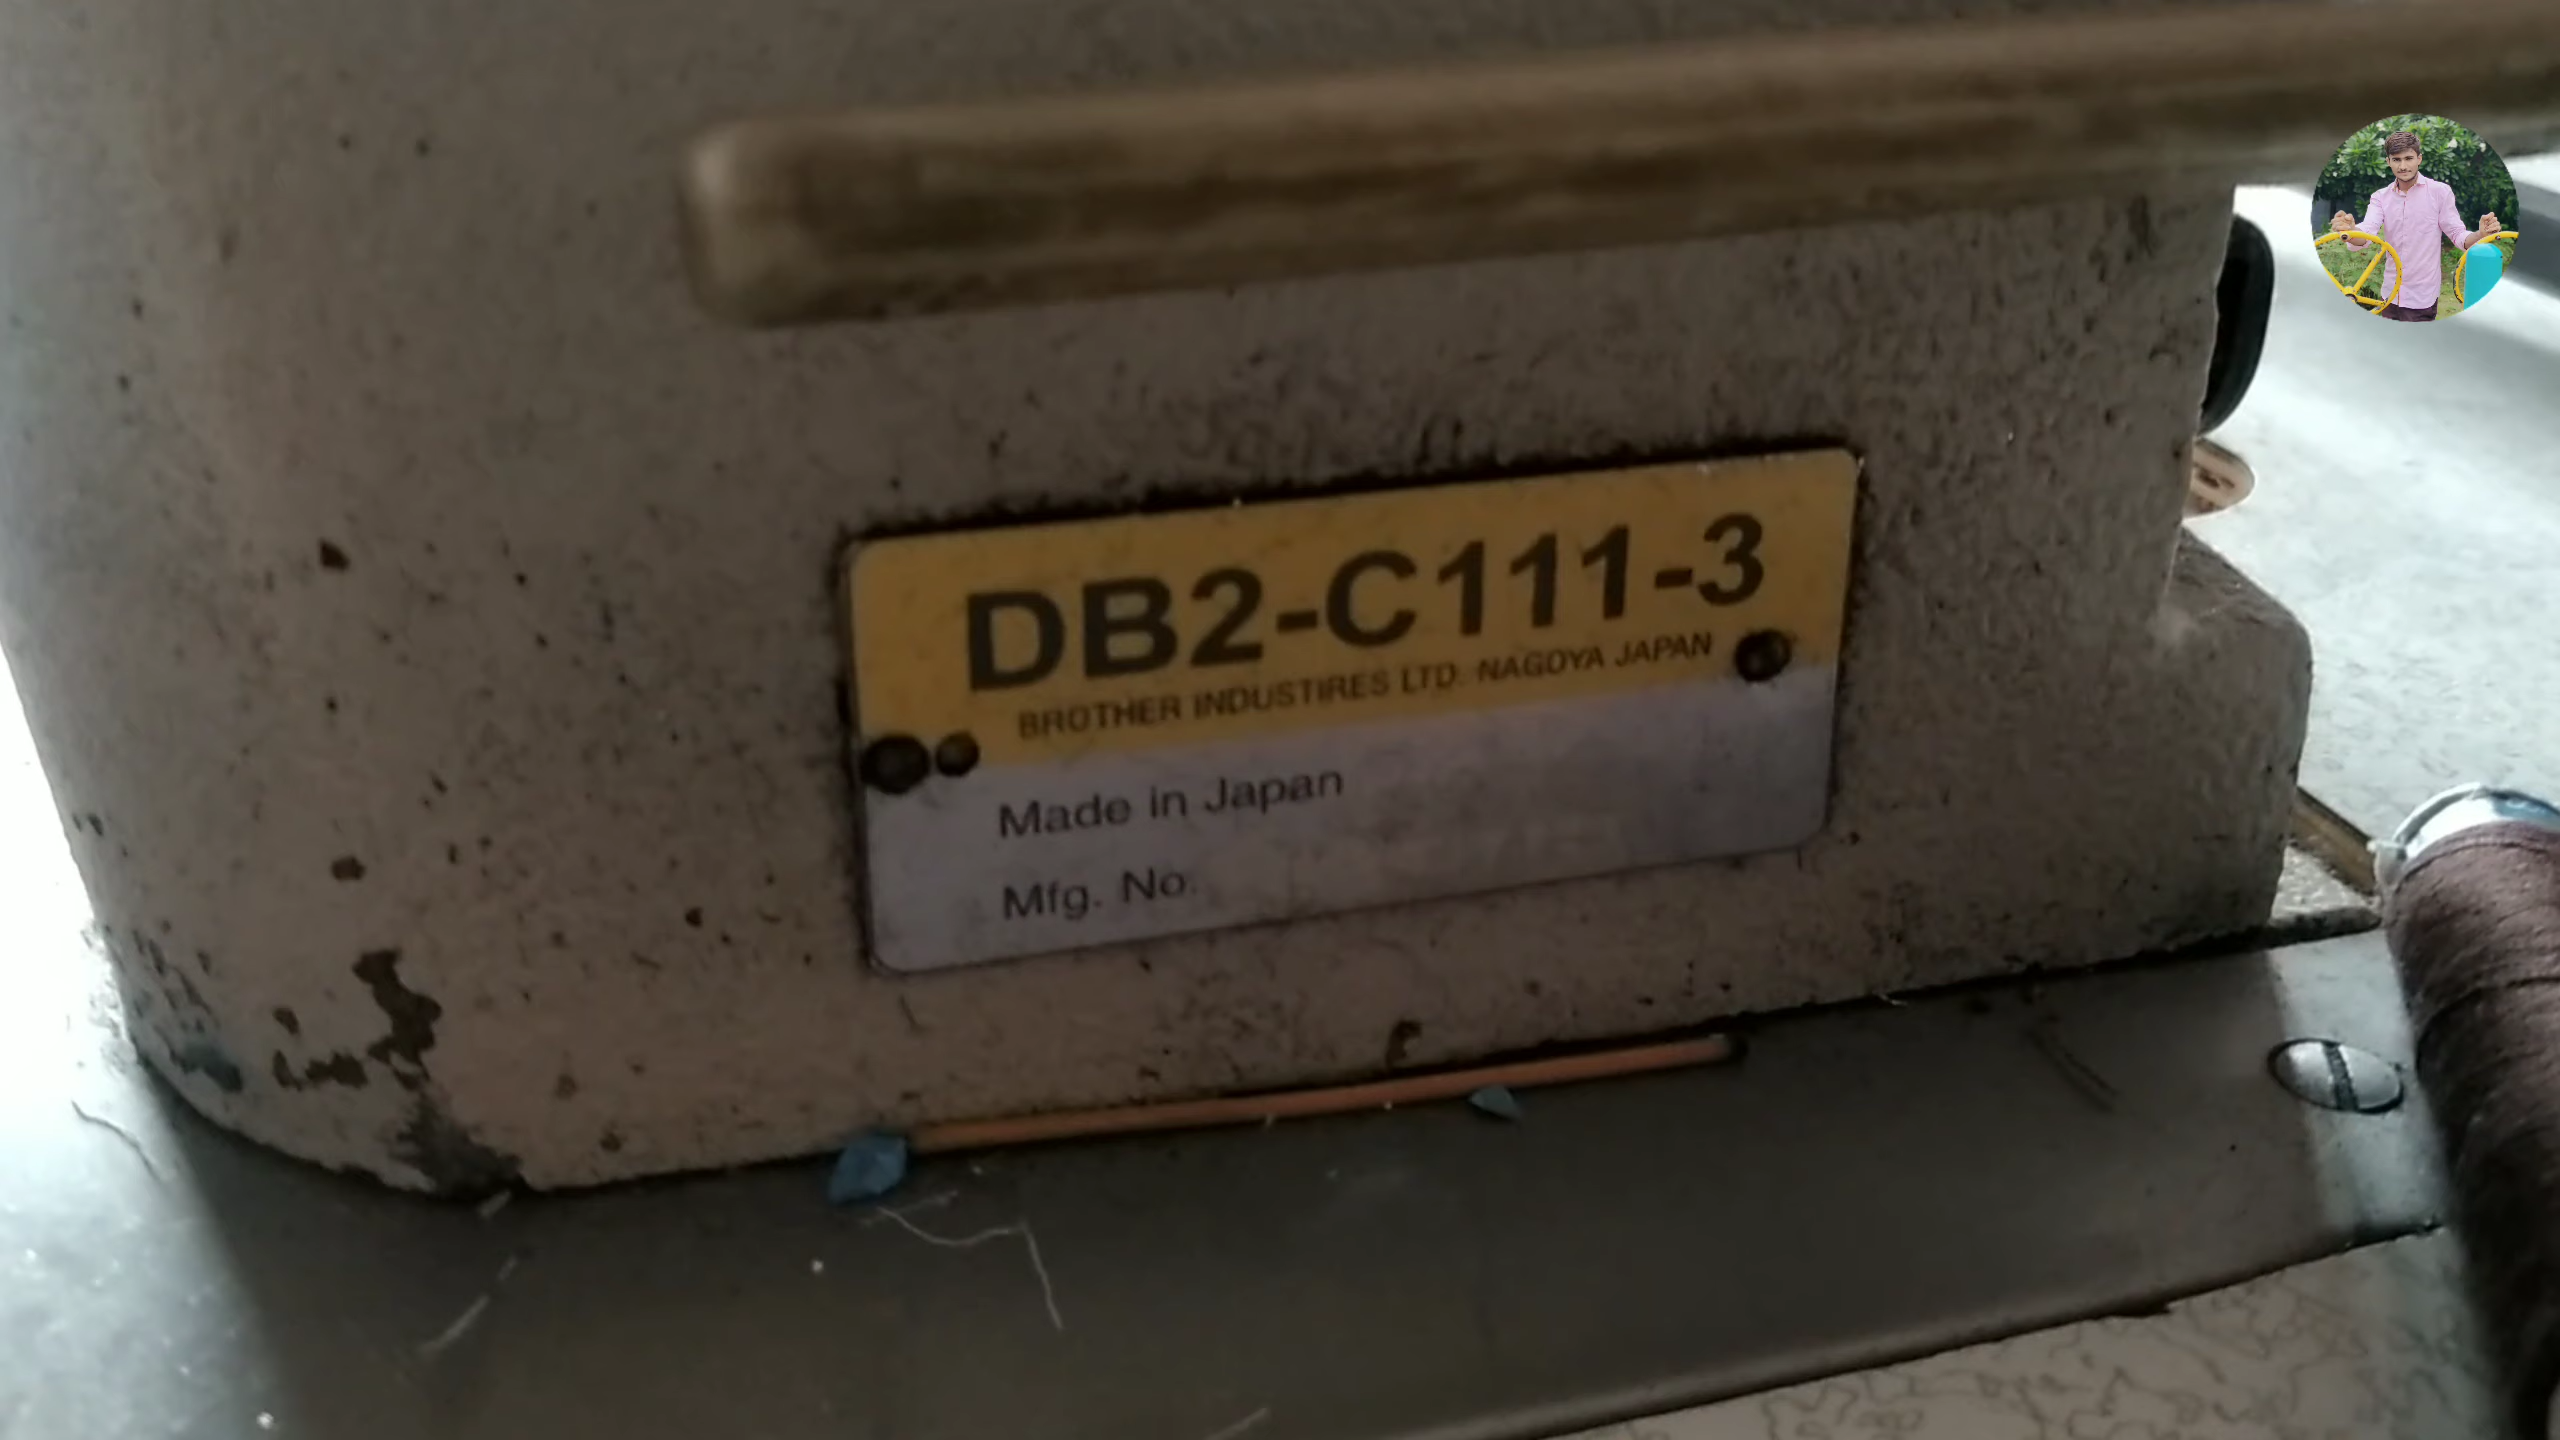 DB2-C111-3
BROTHER INDUSTIRES LTD. NAGOYA JAPAN
Made in Japan
Mfg. No.